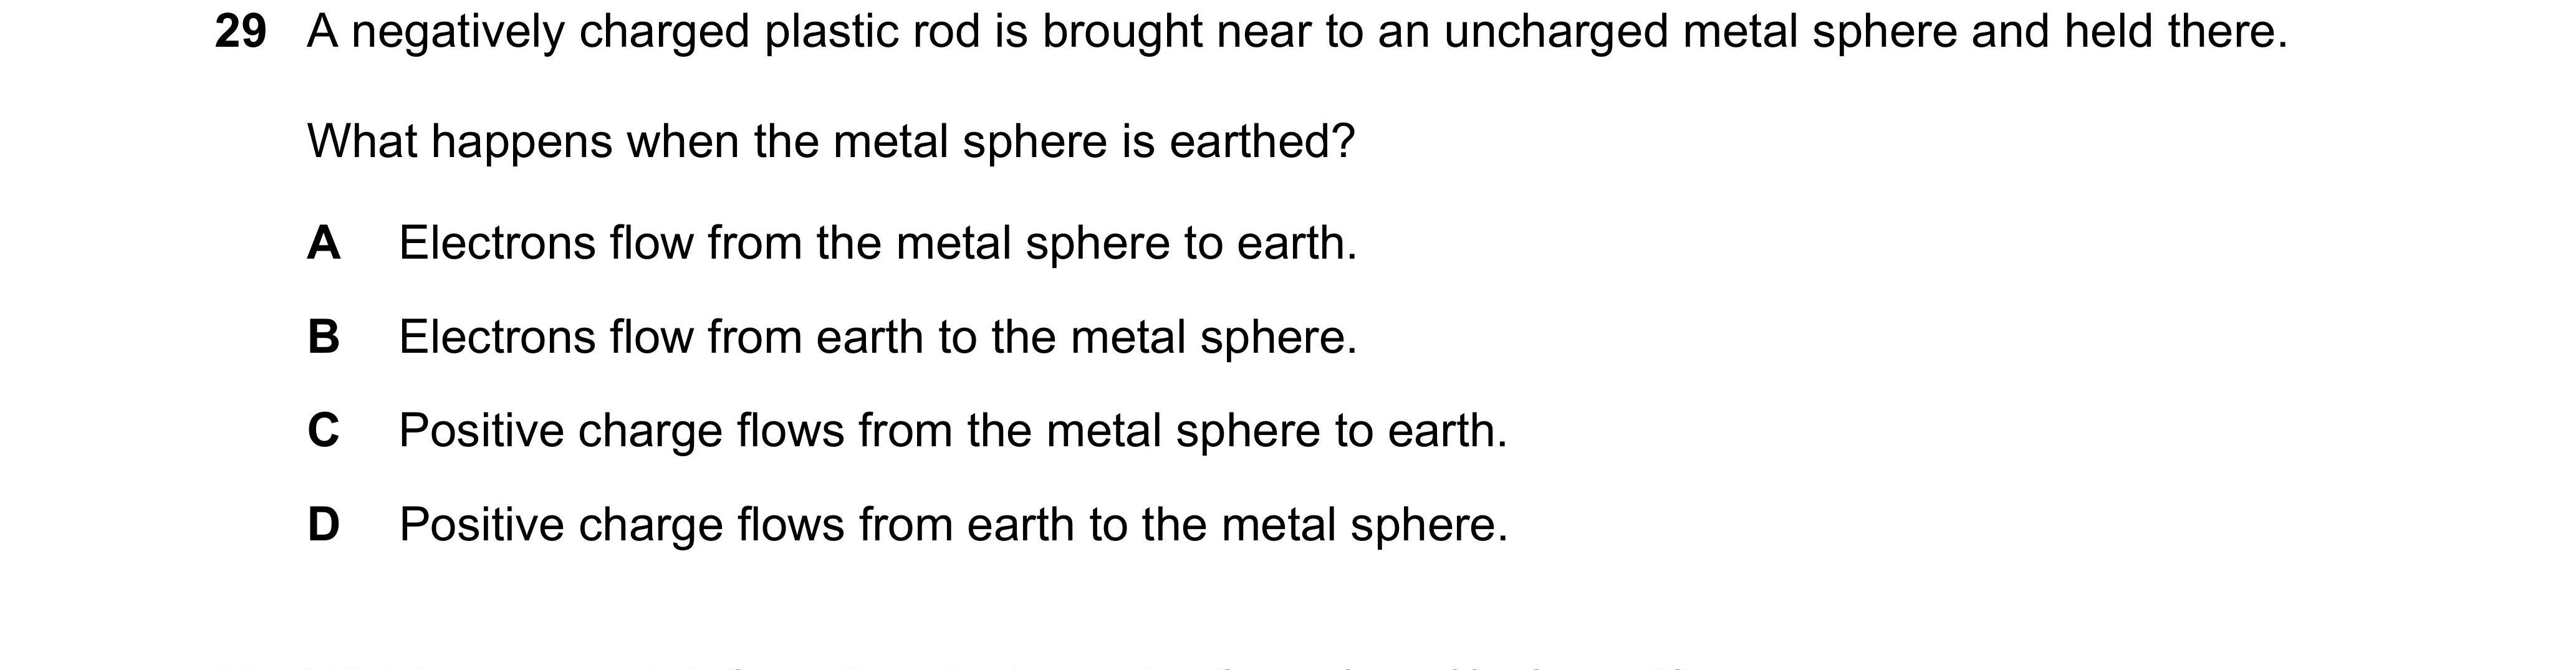 29 A negatively charged plastic rod is brought near to an uncharged metal sphere and held there.
What happens when the metal sphere is earthed?
A Electrons flow from the metal sphere to earth.
B Electrons flow from earth to the metal sphere.
C Positive charge flows from the metal sphere to earth.
D Positive charge flows from earth to the metal sphere.